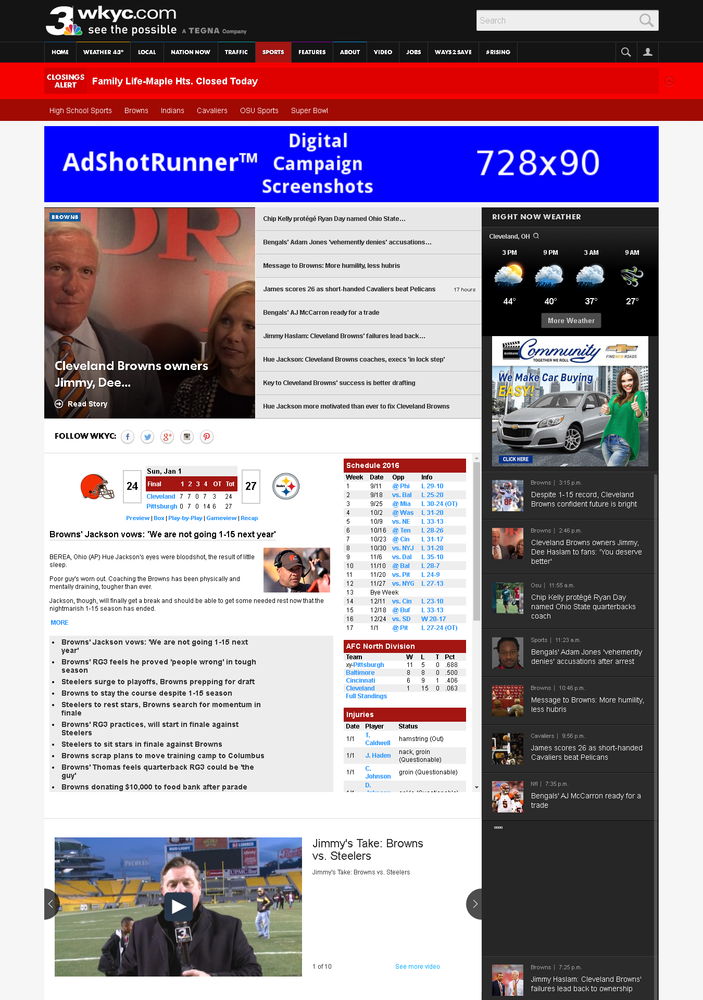 3 wkyc.com
see the possible A TEGNA Company
Search
HOME WEATHER 43° LOCAL NATION NOW TRAFFIC SPORTS FEATURES ABOUT VIDEO JOBS WAYS 2 SAVE #RISING
CLOSINGS
ALERT
Family Life-Maple Hts. Closed Today
High School Sports Browns Indians Cavaliers OSU Sports Super Bowl
AdShotRunner™
Digital
Campaign
Screenshots
728x90
BROWNS
Cleveland Browns owners
Jimmy, Dee...
Read Story
Chip Kelly protégé Ryan Day named Ohio State...
Bengals' Adam Jones 'vehemently denies' accusations...
Message to Browns: More humility, less hubris
James scores 26 as short-handed Cavaliers beat Pelicans 17 hours
Bengals' AJ McCarron ready for a trade
Jimmy Haslam: Cleveland Browns' failures lead back...
Hue Jackson: Cleveland Browns coaches, execs 'in lock step'
Key to Cleveland Browns' success is better drafting
Hue Jackson more motivated than ever to fix Cleveland Browns
RIGHT NOW WEATHER
Cleveland, OH
3 PM 9 PM 3 AM 9 AM
44° 40° 37° 27°
More Weather
BURBANK
Community
TOGETHER WE ROLL
FIND NEW ROADS
We Make Car Buying
EASY!
CLICK HERE
FOLLOW WKYC:
24
Sun, Jan 1
Final 1 2 3 4 OT Tot
Cleveland 7 7 0 7 3 24
Pittsburgh 0 7 0 14 6 27
27
Steelers
Preview | Box | Play-by-Play | Gameview | Recap
Browns' Jackson vows: 'We are not going 1-15 next year'
BEREA, Ohio (AP) Hue Jackson's eyes were bloodshot, the result of little
sleep.
Poor guy's worn out. Coaching the Browns has been physically and
mentally draining, tougher than ever.
Jackson, though, will finally get a break and should be able to get some needed rest now that the
nightmarish 1-15 season has ended.
MORE
• Browns' Jackson vows: 'We are not going 1-15 next
year'
• Browns' RG3 feels he proved 'people wrong' in tough
season
• Steelers surge to playoffs, Browns prepping for draft
• Browns to stay the course despite 1-15 season
• Steelers to rest stars, Browns search for momentum in
finale
• Browns' RG3 practices, will start in finale against
Steelers
• Steelers to sit stars in finale against Browns
• Browns scrap plans to move training camp to Columbus
• Browns' Thomas feels quarterback RG3 could be 'the
guy'
• Browns donating $10,000 to food bank after parade
Schedule 2016
Week Date Opp Info
1 9/11 @ Phi L 29-10
2 9/18 vs. Bal L 25-20
3 9/25 @ Mia L 30-24 (OT)
4 10/2 @ Was L 31-20
5 10/9 vs. NE L 33-13
6 10/16 @ Ten L 28-26
7 10/23 @ Cin L 31-17
8 10/30 vs. NYJ L 31-28
9 11/6 vs. Dal L 35-10
10 11/10 @ Bal L 28-7
11 11/20 vs. Pit L 24-9
12 11/27 vs. NYG L 27-13
13 Bye Week
14 12/11 vs. Cin L 23-10
15 12/18 @ Buf L 33-13
16 12/24 vs. SD W 20-17
17 1/1 @ Pit L 27-24 (OT)
AFC North Division
Team W L T Pct
xy-Pittsburgh 11 5 0 .688
Baltimore 8 8 0 .500
Cincinnati 6 9 1 .406
Cleveland 1 15 0 .063
Full Standings
Injuries
Date Player Status
1/1 T. Caldwell hamstring (Out)
1/1 J. Haden nack, groin (Questionable)
1/1 C. Johnson groin (Questionable)
D.
Browns | 3:15 p.m.
Despite 1-15 record, Cleveland
Browns confident future is bright
Browns | 2:46 p.m.
Cleveland Browns owners Jimmy,
Dee Haslam to fans: 'You deserve
better'
Osu | 11:55 a.m.
Chip Kelly protégé Ryan Day
named Ohio State quarterbacks
coach
Sports | 11:23 a.m.
Bengals' Adam Jones 'vehemently
denies' accusations after arrest
Browns | 10:46 p.m.
Message to Browns: More humility,
less hubris
Cavaliers | 9:56 p.m.
James scores 26 as short-handed
Cavaliers beat Pelicans
Nfl | 7:35 p.m.
Bengals' AJ McCarron ready for a
trade
Browns | 7:25 p.m.
Jimmy Haslam: Cleveland Browns'
failures lead back to ownership
HEINZ
BUD LIGHT
84 LUMBER
xfinity
PEOPLES
UPMC
3
Jimmy's Take: Browns
vs. Steelers
Jimmy's Take: Browns vs. Steelers
1 of 10
See more video